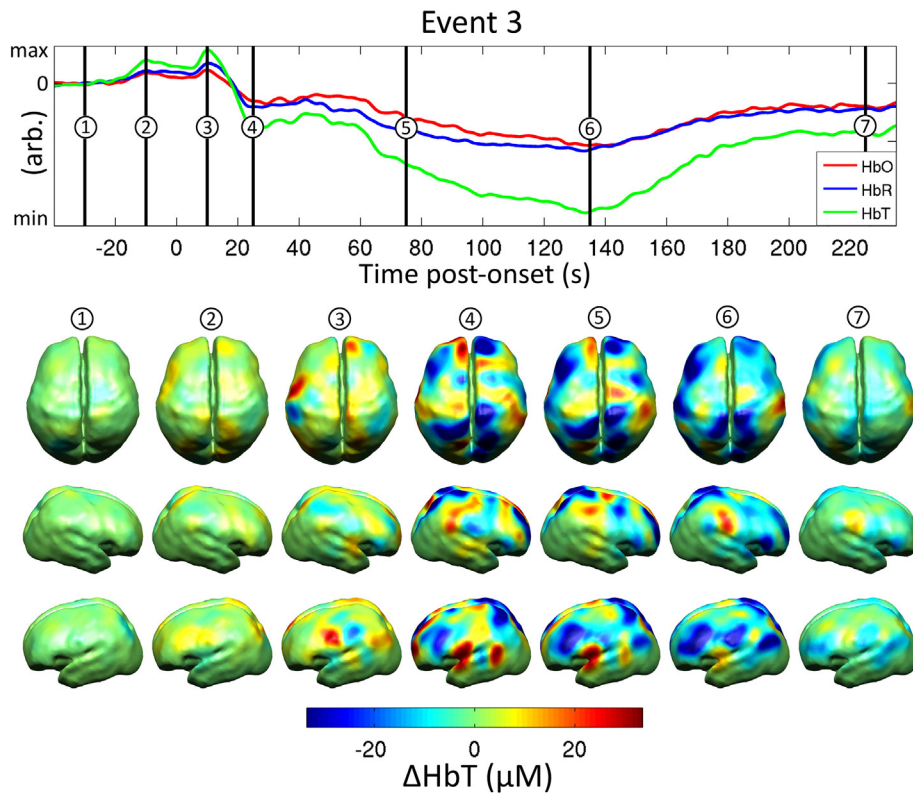 Event 3
max
0
(arb.)
min
① ② ③ ④ ⑤ ⑥ ⑦
HbO
HbR
HbT
-20 0 20 40 60 80 100 120 140 160 180 200 220
Time post-onset (s)
① ② ③ ④ ⑤ ⑥ ⑦
-20 0 20
ΔHbT (μM)